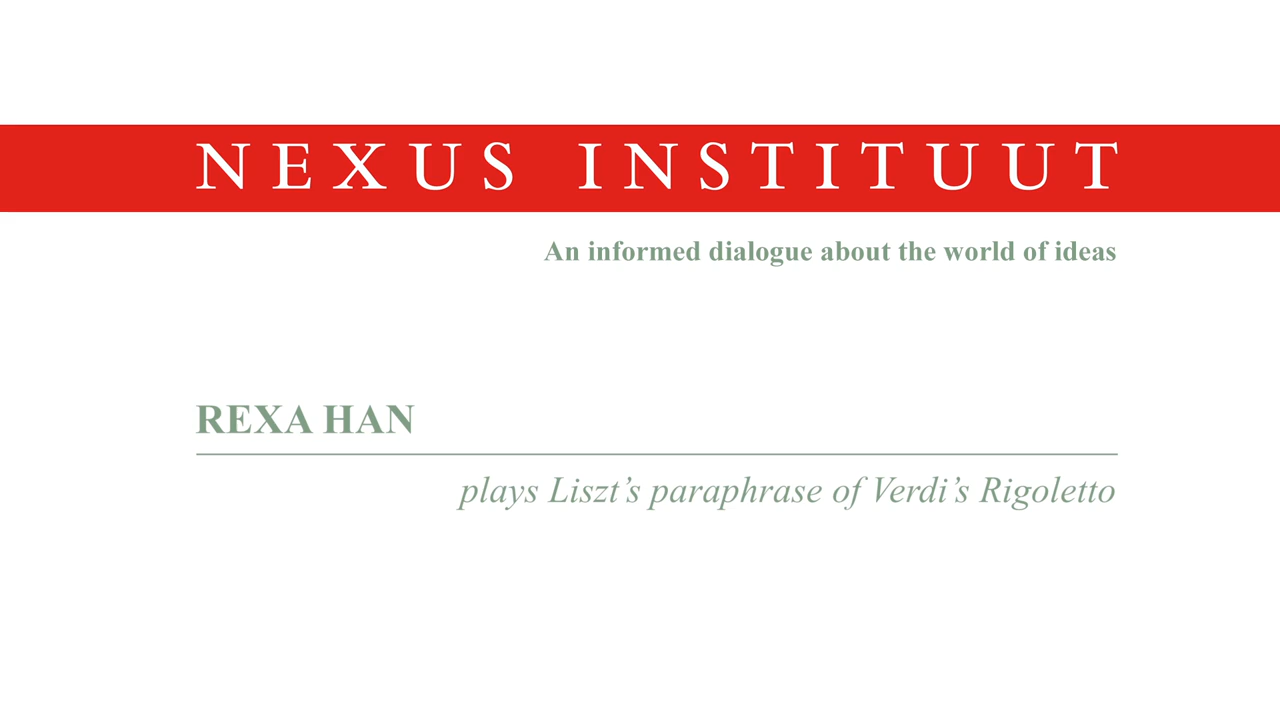 NEXUS INSTITUUT
An informed dialogue about the world of ideas
REXA HAN
plays Liszt’s paraphrase of Verdi’s Rigoletto